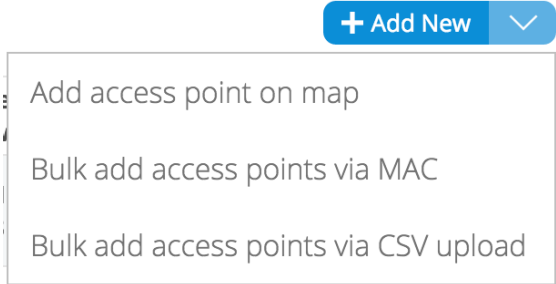 + Add New
Add access point on map
Bulk add access points via MAC
Bulk add access points via CSV upload